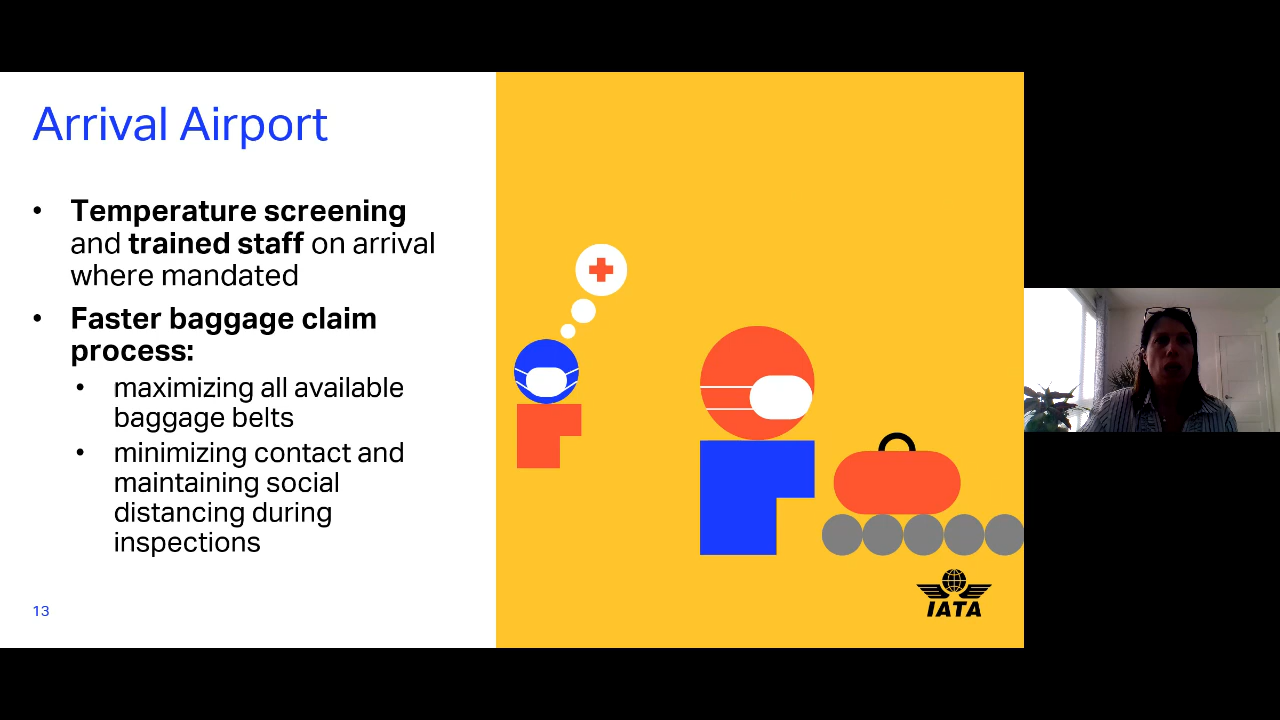 Arrival Airport
• Temperature screening
and trained staff on arrival
where mandated
• Faster baggage claim
process:
• maximizing all available
baggage belts
• minimizing contact and
maintaining social
distancing during
inspections
13
IATA